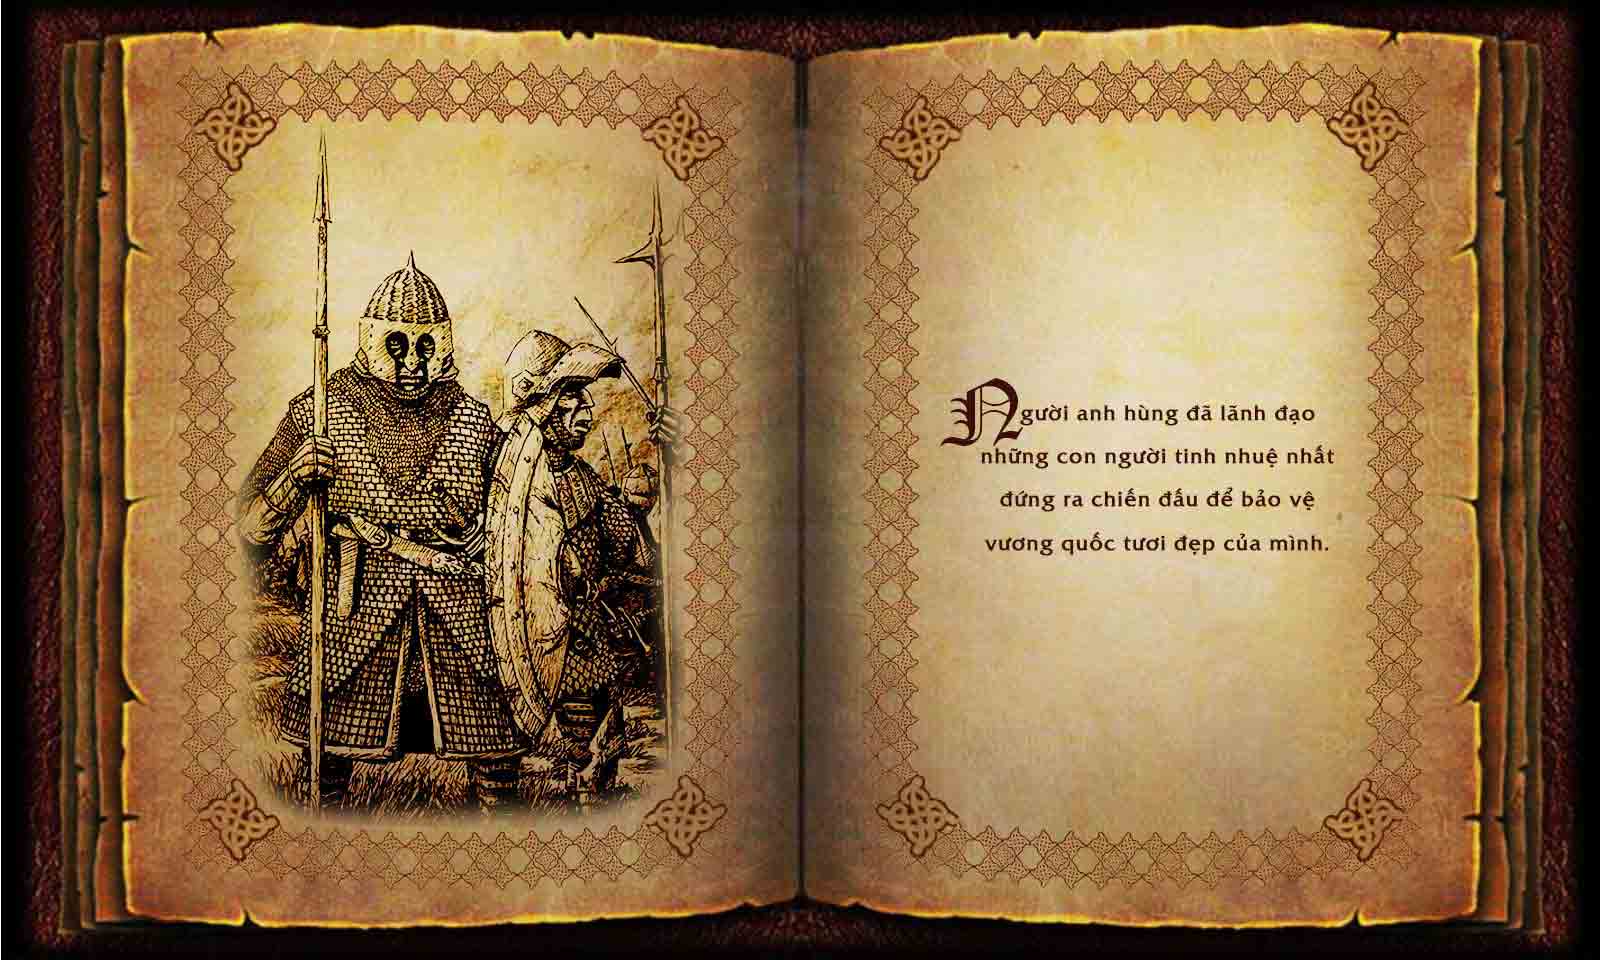 Người anh hùng đã lãnh đạo
những con người tinh nhuệ nhất
đứng ra chiến đấu để bảo vệ
vương quốc tươi đẹp của mình.